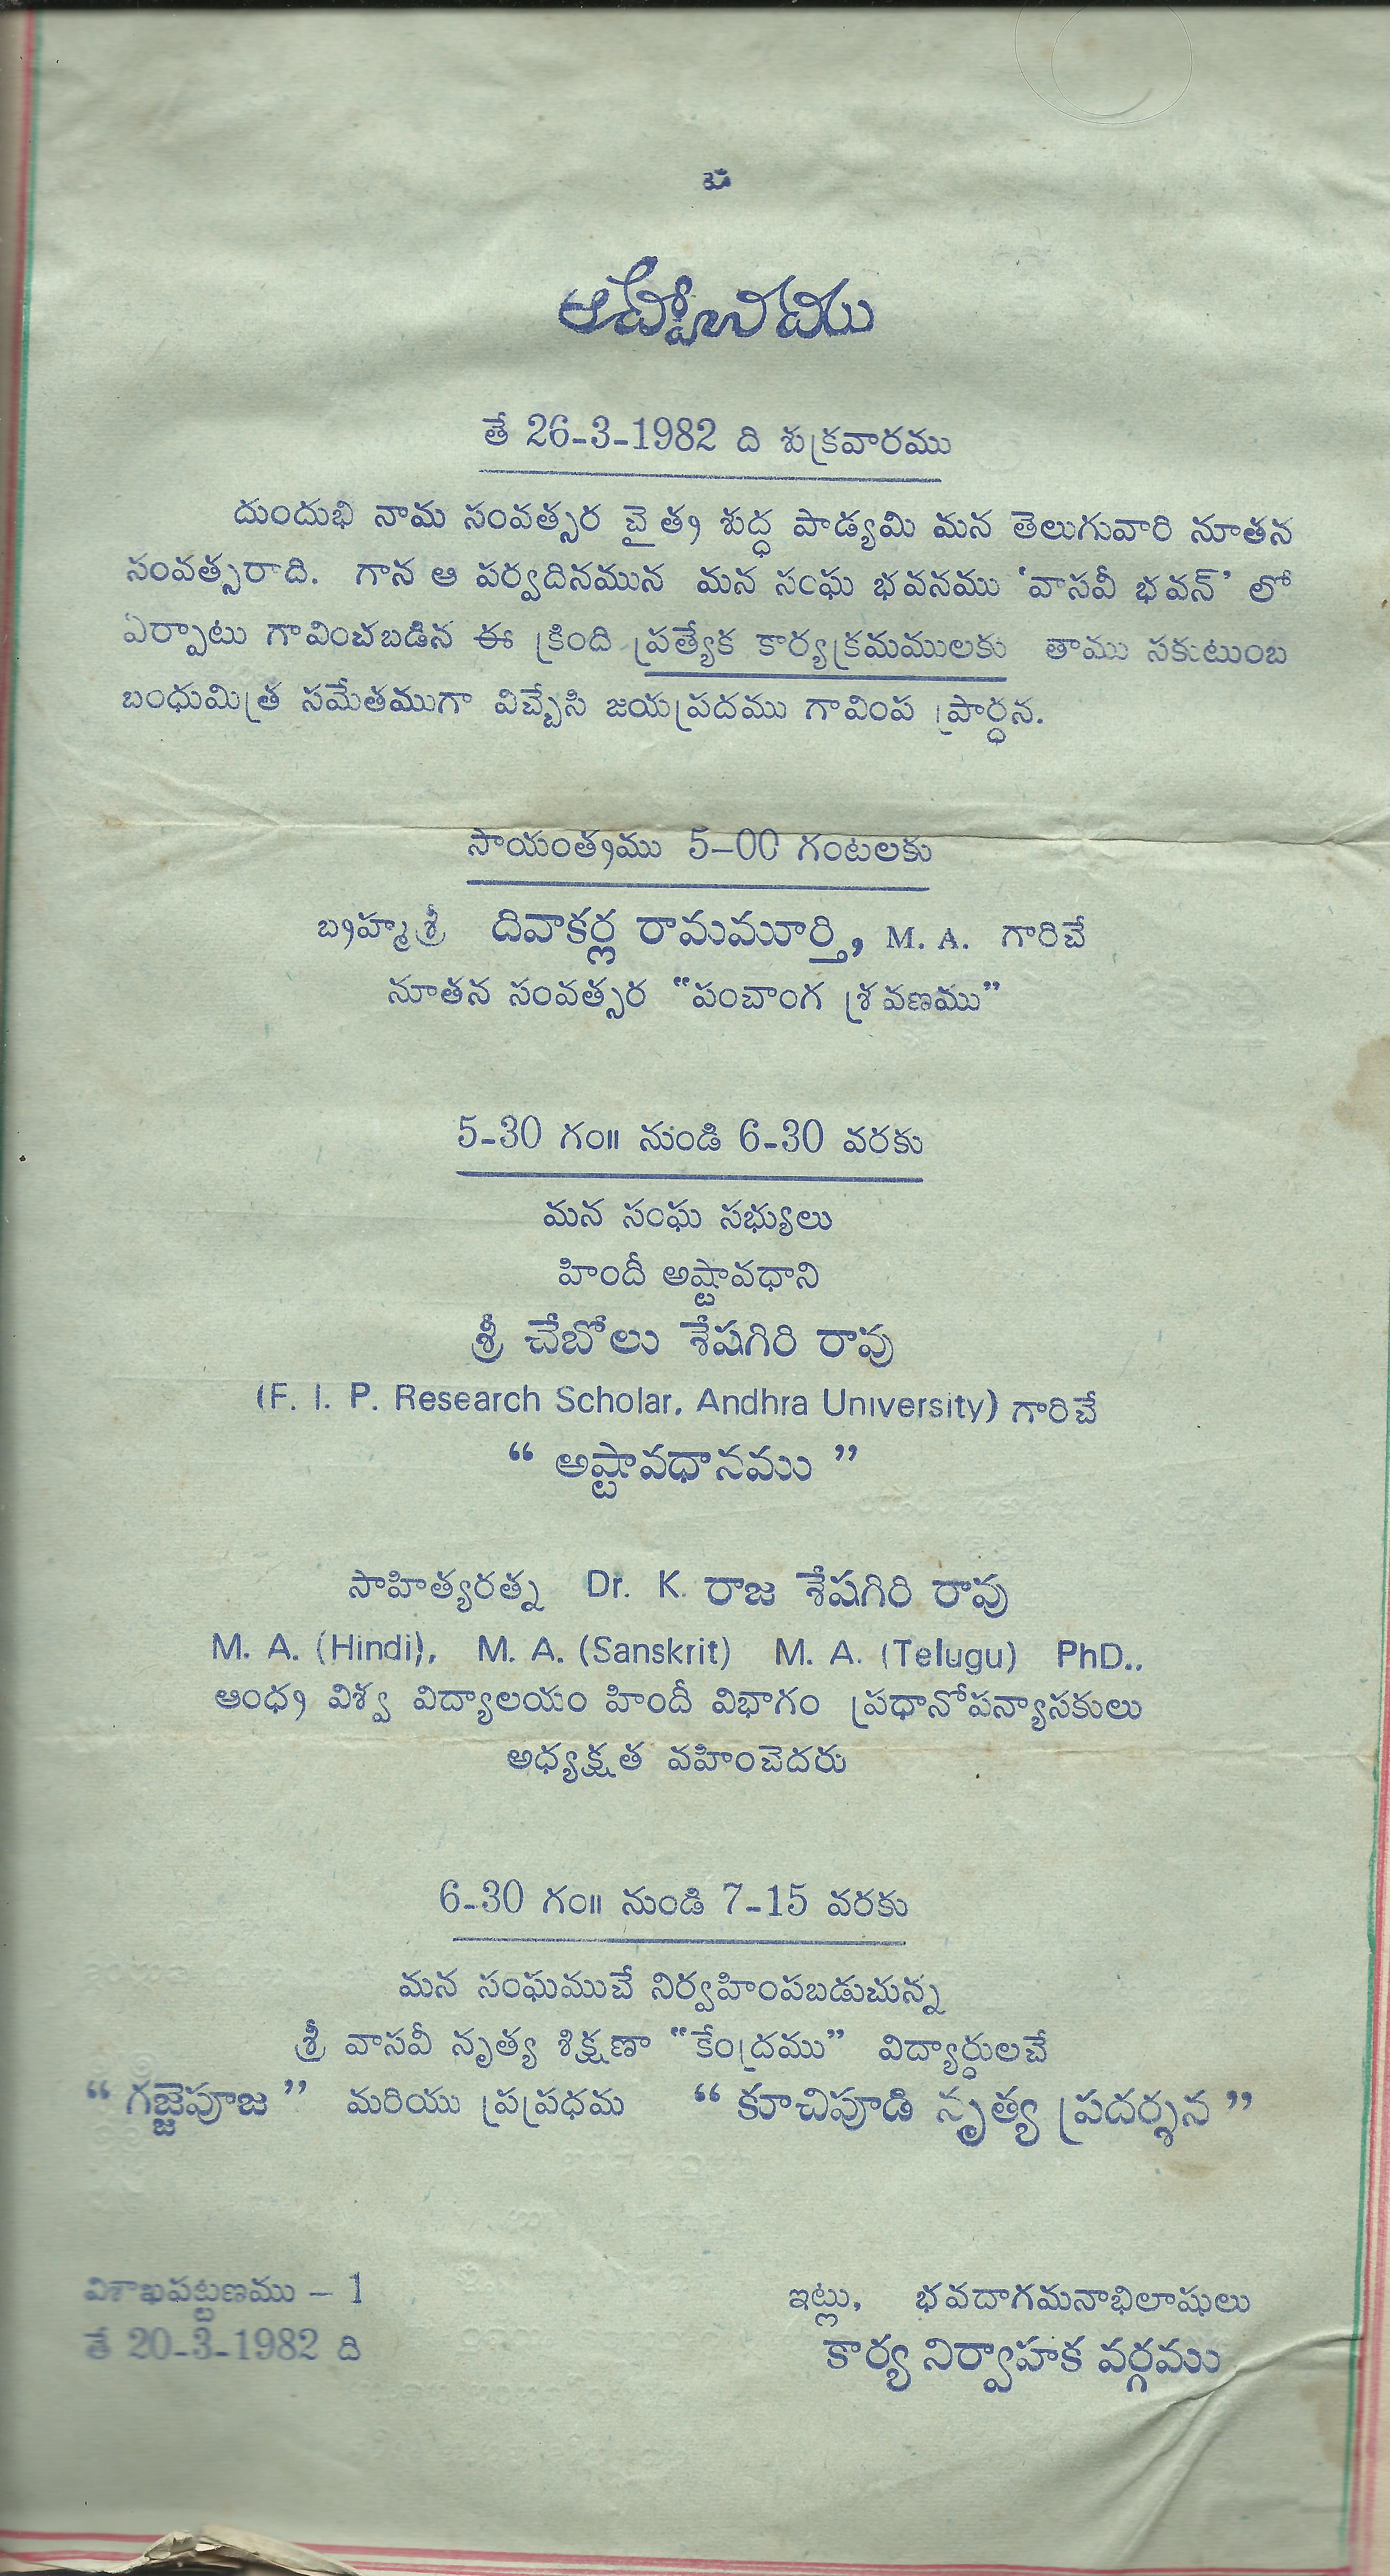 ॐ
ఆహ్వానము
తే 26-3-1982 ది శుక్రవారము
దుందుభి నామ సంవత్సర చైత్ర శుద్ధ పాడ్యమి మన తెలుగువారి నూతన
సంవత్సరాది. గాన ఆ పర్వదినమున మన సంఘ భవనము ‘వాసవీ భవన్’ లో
ఏర్పాటు గావించబడిన ఈ క్రింది ప్రత్యేక కార్యక్రమములకు తాము సకుటుంబ
బంధుమిత్ర సమేతముగా విచ్చేసి జయప్రదము గావింప ప్రార్ధన.
సాయంత్రము 5-00 గంటలకు
బ్రహ్మశ్రీ దివాకర్ల రామమూర్తి, M. A. గారిచే
నూతన సంవత్సర “పంచాంగ శ్రవణము”
5-30 గం॥ నుండి 6-30 వరకు
మన సంఘ సభ్యులు
హిందీ అష్టావధాని
శ్రీ చేబోలు శేషగిరి రావు
(F. I. P. Research Scholar, Andhra University) గారిచే
“ అష్టావధానము ”
సాహిత్యరత్న Dr. K. రాజ శేషగిరి రావు
M. A. (Hindi), M. A. (Sanskrit) M. A. (Telugu) PhD..
ఆంధ్ర విశ్వ విద్యాలయం హిందీ విభాగం ప్రధానోపన్యాసకులు
అధ్యక్షత వహించెదరు
6-30 గం॥ నుండి 7-15 వరకు
మన సంఘముచే నిర్వహింపబడుచున్న
శ్రీ వాసవీ నృత్య శిక్షణా “కేంద్రము” విద్యార్ధులచే
“ గజ్జెపూజ ” మరియు ప్రప్రధమ “ కూచిపూడి నృత్య ప్రదర్శన ”
విశాఖపట్టణము – 1
తే 20-3-1982 ది
ఇట్లు, భవదాగమనాభిలాషులు
కార్య నిర్వాహక వర్గము